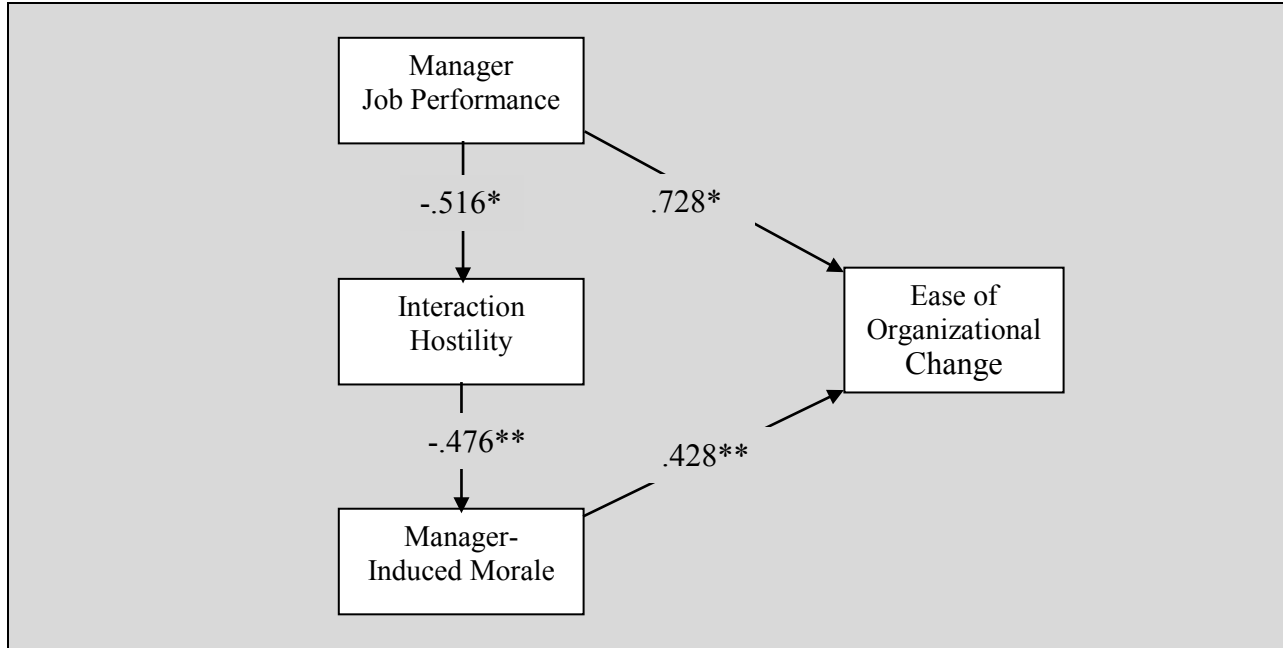 Manager
Job Performance
-.516*
.728*
Interaction
Hostility
Ease of
Organizational
Change
-.476**
.428**
Manager-
Induced Morale